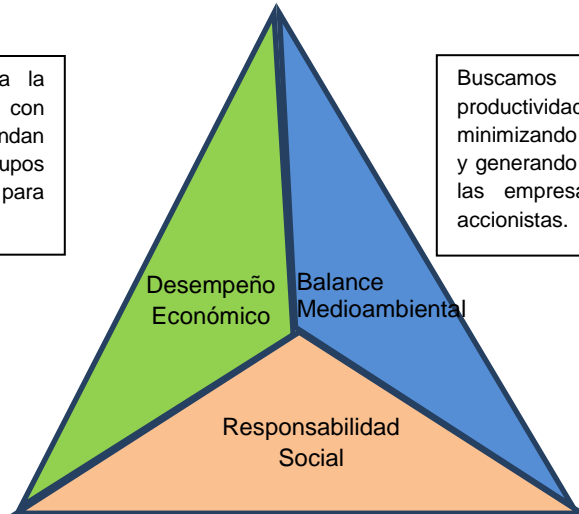 a la
con
ndan
upos
para
Buscamos
productividad
minimizando
y generando
las empresa
accionistas.
Desempeño
Económico
Balance
Medioambiental
Responsabilidad
Social